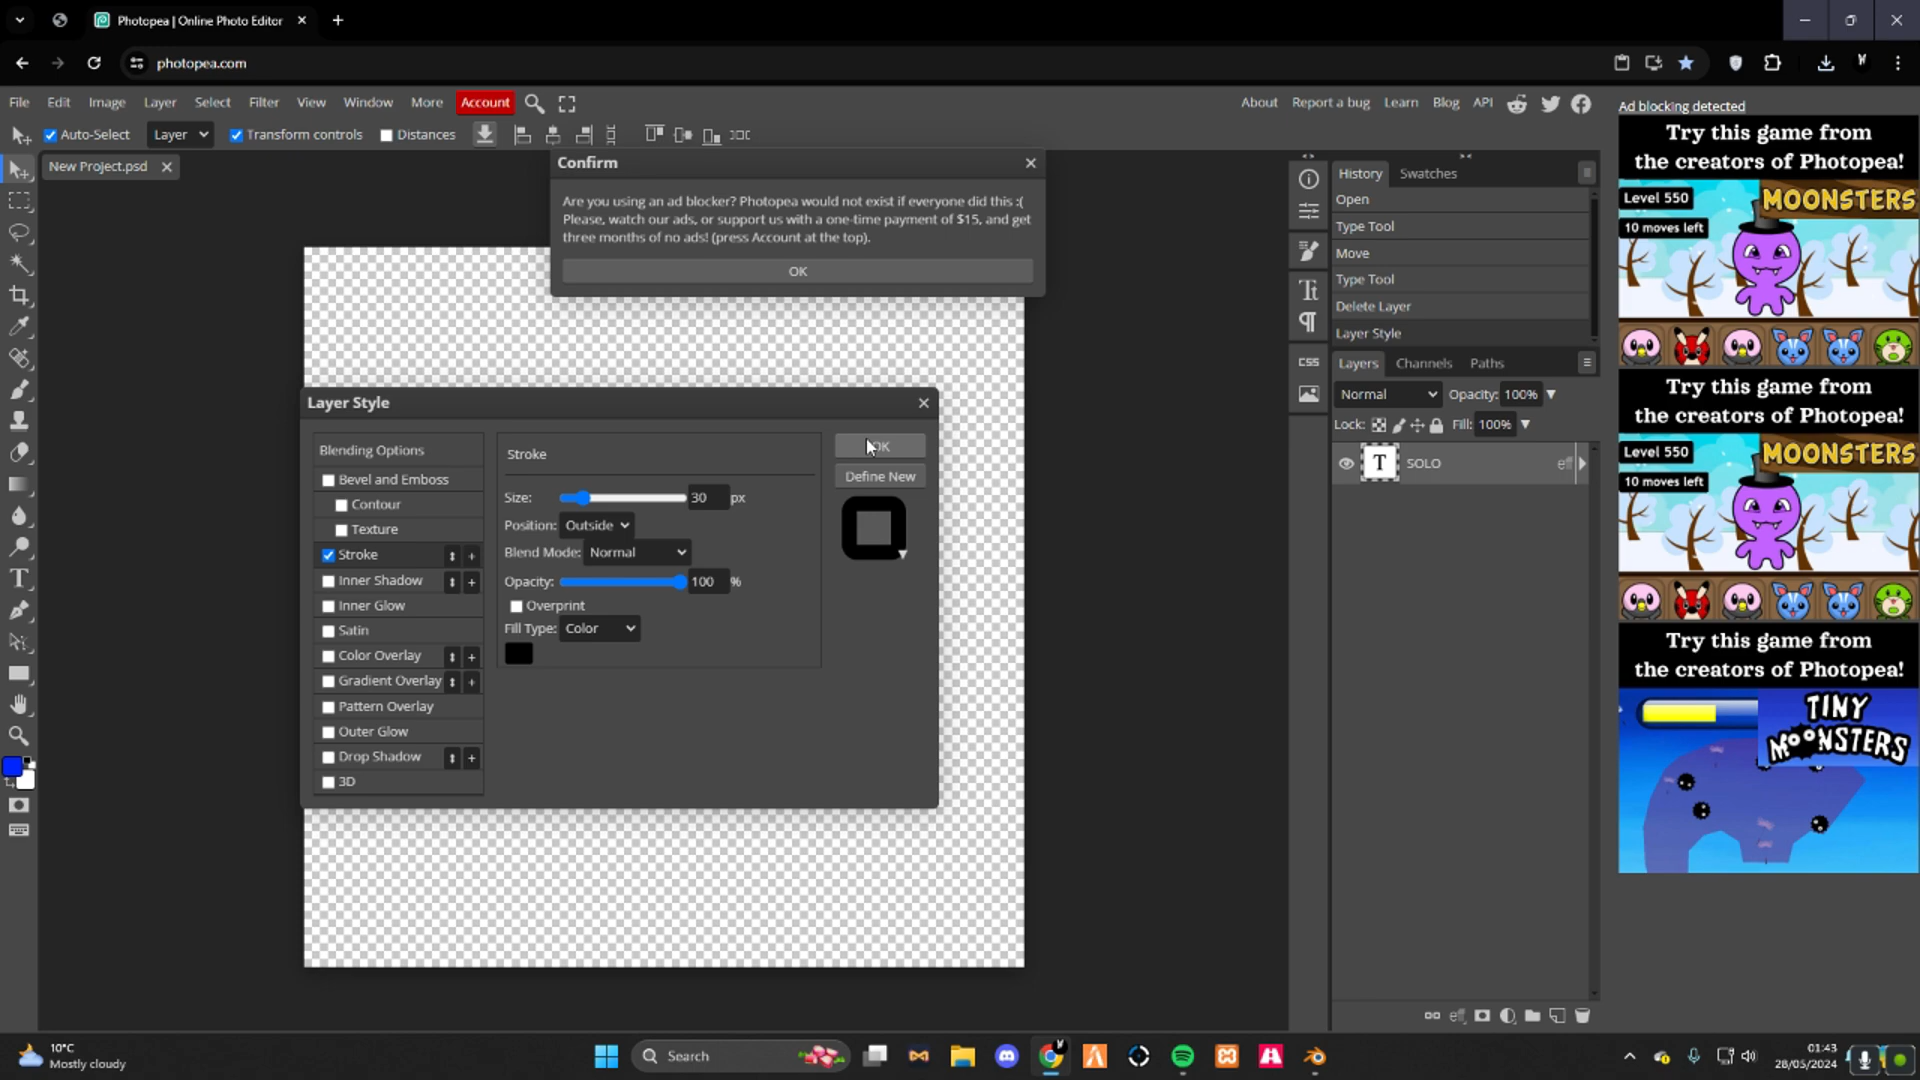 Photopea | Online Photo Editor
photopea.com
File Edit Image Layer Select Filter View Window More Account
About Report a bug Learn Blog API
Auto-Select Layer Transform controls Distances
New Project.psd
Confirm
Are you using an ad blocker? Photopea would not exist if everyone did this :(
Please, watch our ads, or support us with a one-time payment of $15, and get
three months of no ads! (press Account at the top).
OK
Layer Style
Blending Options
Bevel and Emboss
Contour
Texture
Stroke
Inner Shadow
Inner Glow
Satin
Color Overlay
Gradient Overlay
Pattern Overlay
Outer Glow
Drop Shadow
3D
Stroke
Size: 30 px
Position: Outside
Blend Mode: Normal
Opacity: 100 %
Overprint
Fill Type: Color
OK
Define New
CSS
History Swatches
Open
Type Tool
Move
Type Tool
Delete Layer
Layer Style
Layers Channels Paths
Normal Opacity: 100%
Lock: Fill: 100%
T SOLO eff
eff
Ad blocking detected
Try this game from
the creators of Photopea!
Level 550 MOONSTERS
10 moves left
Try this game from
the creators of Photopea!
Level 550 MOONSTERS
10 moves left
Try this game from
the creators of Photopea!
TINY
MOONSTERS
10°C
Mostly cloudy
Search
01:43
28/05/2024